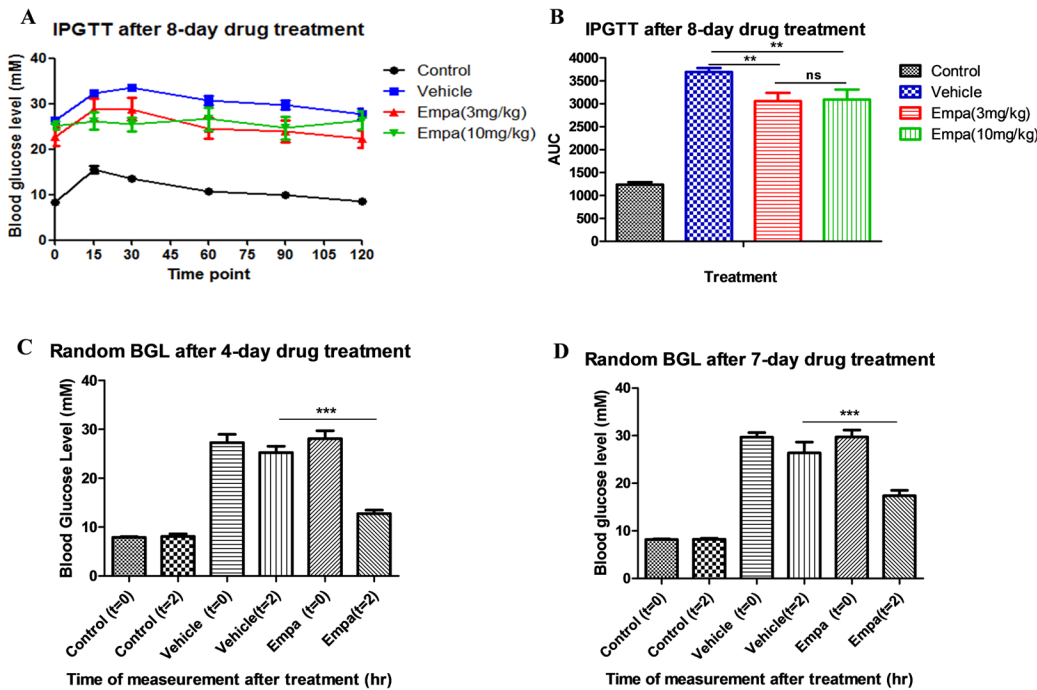 A
IPGTT after 8-day drug treatment
Blood glucose level (mM)
40
30
20
10
0
0 15 30 45 60 75 90 105 120
Time point
Control
Vehicle
Empa(3mg/kg)
Empa(10mg/kg)
B
IPGTT after 8-day drug treatment
AUC
4000
3500
3000
2500
2000
1500
1000
500
0
**
**
ns
Treatment
Control
Vehicle
Empa(3mg/kg)
Empa(10mg/kg)
C
Random BGL after 4-day drug treatment
Blood Glucose Level (mM)
40
30
20
10
0
***
Control (t=0)
Control (t=2)
Vehicle (t=0)
Vehicle(t=2)
Empa (t=0)
Empa(t=2)
Time of measeurement after treatment (hr)
D
Random BGL after 7-day drug treatment
Blood glucose level (mM)
40
30
20
10
0
***
Control (t=0)
Control (t=2)
Vehicle (t=0)
Vehicle(t=2)
Empa (t=0)
Empa(t=2)
Time of measeurement after treatment (hr)